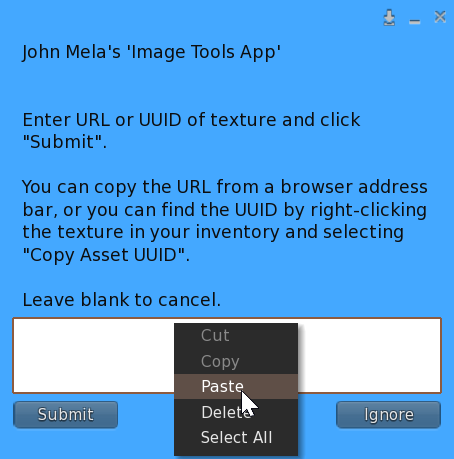 John Mela's 'Image Tools App'
Enter URL or UUID of texture and click
"Submit".
You can copy the URL from a browser address
bar, or you can find the UUID by right-clicking
the texture in your inventory and selecting
"Copy Asset UUID".
Leave blank to cancel.
Cut
Copy
Paste
Delete
Select All
Submit
Ignore